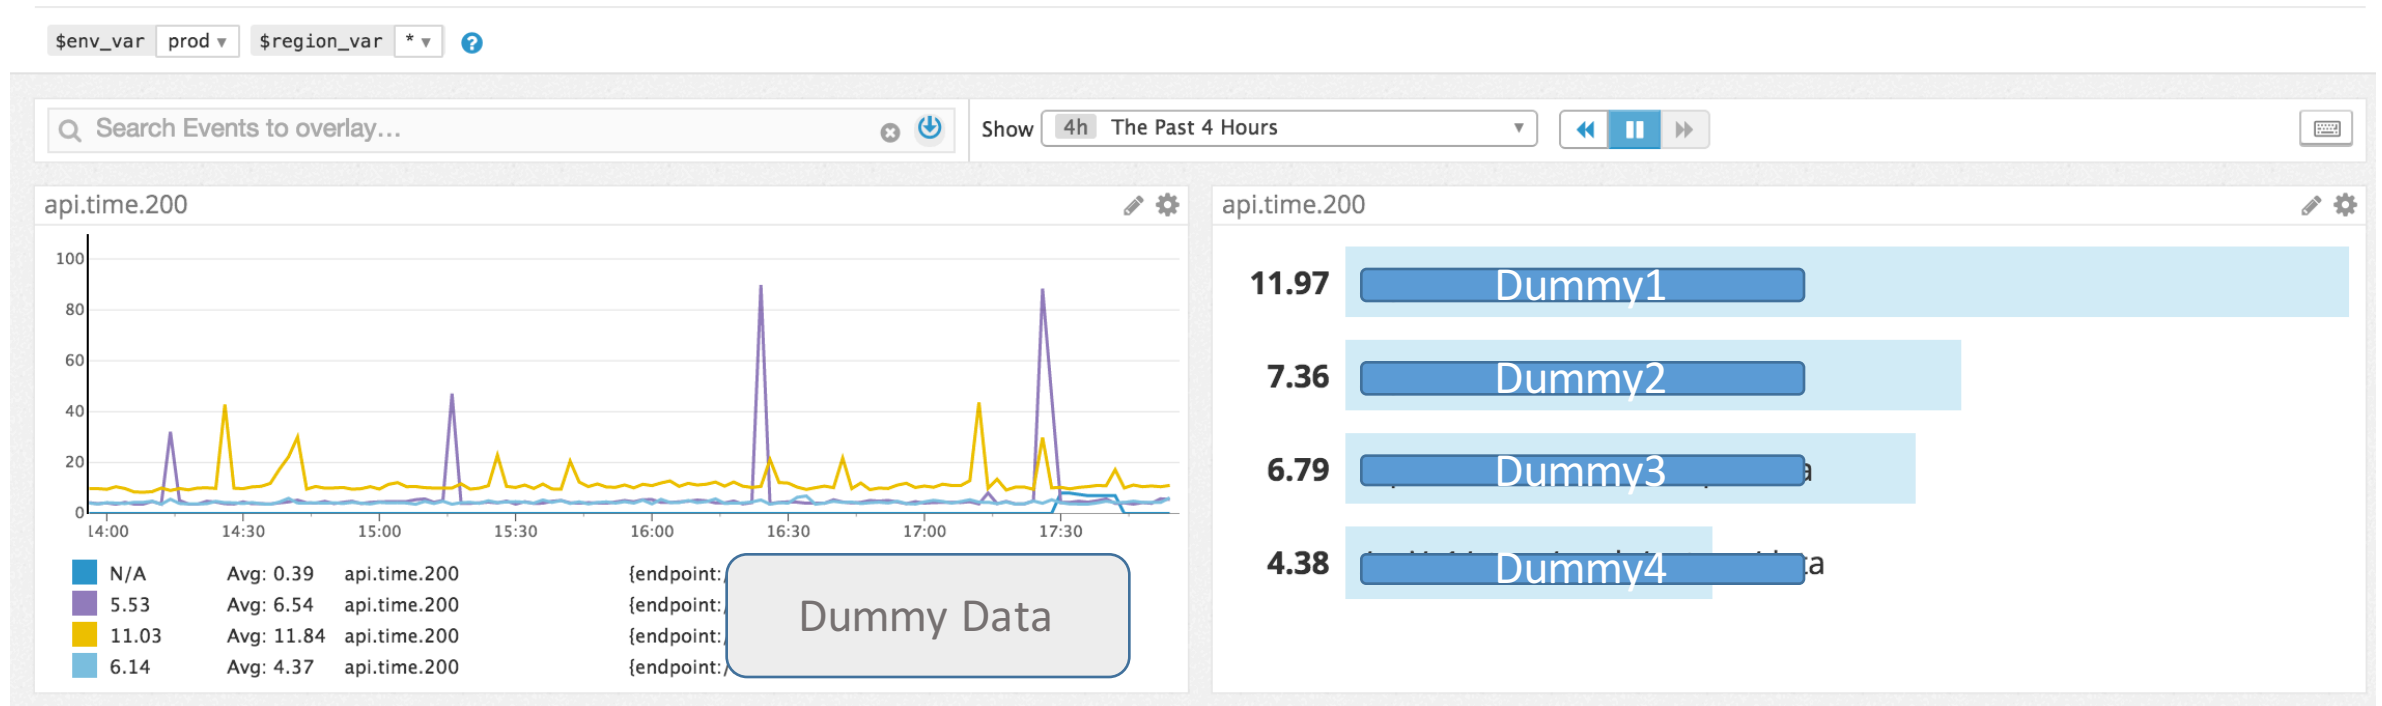 $env_var prod $region_var * ?
Search Events to overlay...
Show 4h The Past 4 Hours
api.time.200
100
80
60
40
20
0
14:00 14:30 15:00 15:30 16:00 16:30 17:00 17:30
N/A Avg: 0.39 api.time.200 {endpoint:/
5.53 Avg: 6.54 api.time.200 {endpoint:/
11.03 Avg: 11.84 api.time.200 {endpoint:/
6.14 Avg: 4.37 api.time.200 {endpoint:/
Dummy Data
api.time.200
11.97 Dummy1
7.36 Dummy2
6.79 Dummy3
4.38 Dummy4